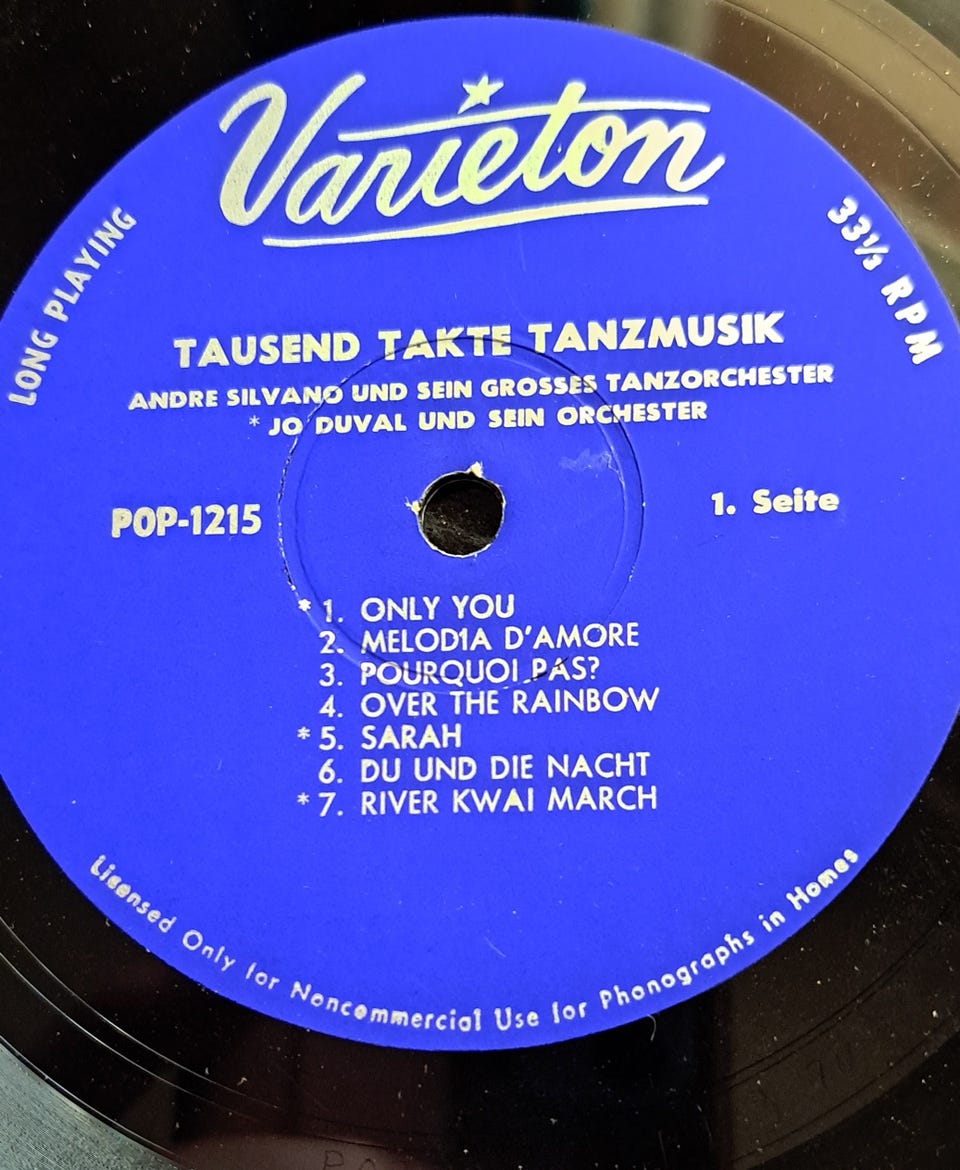 Varieton
LONG PLAYING
33⅓ RPM
TAUSEND TAKTE TANZMUSIK
ANDRE SILVANO UND SEIN GROSSES TANZORCHESTER
* JO DUVAL UND SEIN ORCHESTER
POP-1215
1. Seite
* 1. ONLY YOU
2. MELODIA D'AMORE
3. POURQUOI PAS?
4. OVER THE RAINBOW
* 5. SARAH
6. DU UND DIE NACHT
* 7. RIVER KWAI MARCH
Lisensed Only for Noncommercial Use for Phonographs in Homes